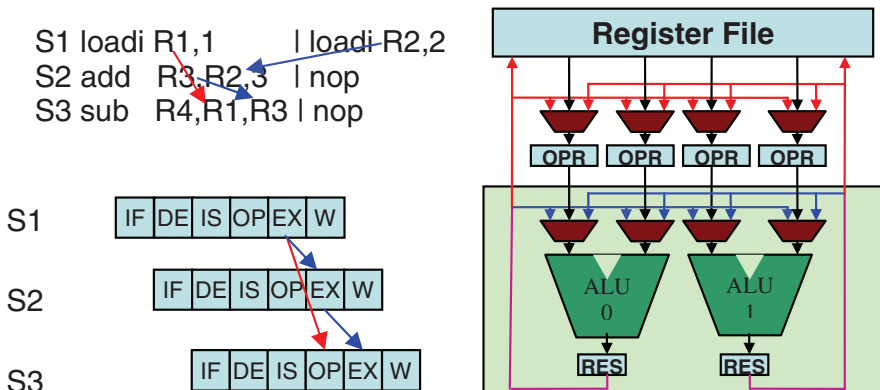 S1 loadi R1,1 | loadi R2,2
S2 add R3,R2,3 | nop
S3 sub R4,R1,R3 | nop
S1
IF DE IS OP EX W
S2
IF DE IS OP EX W
S3
IF DE IS OP EX W
Register File
OPR OPR OPR OPR
ALU ALU
0 1
RES RES